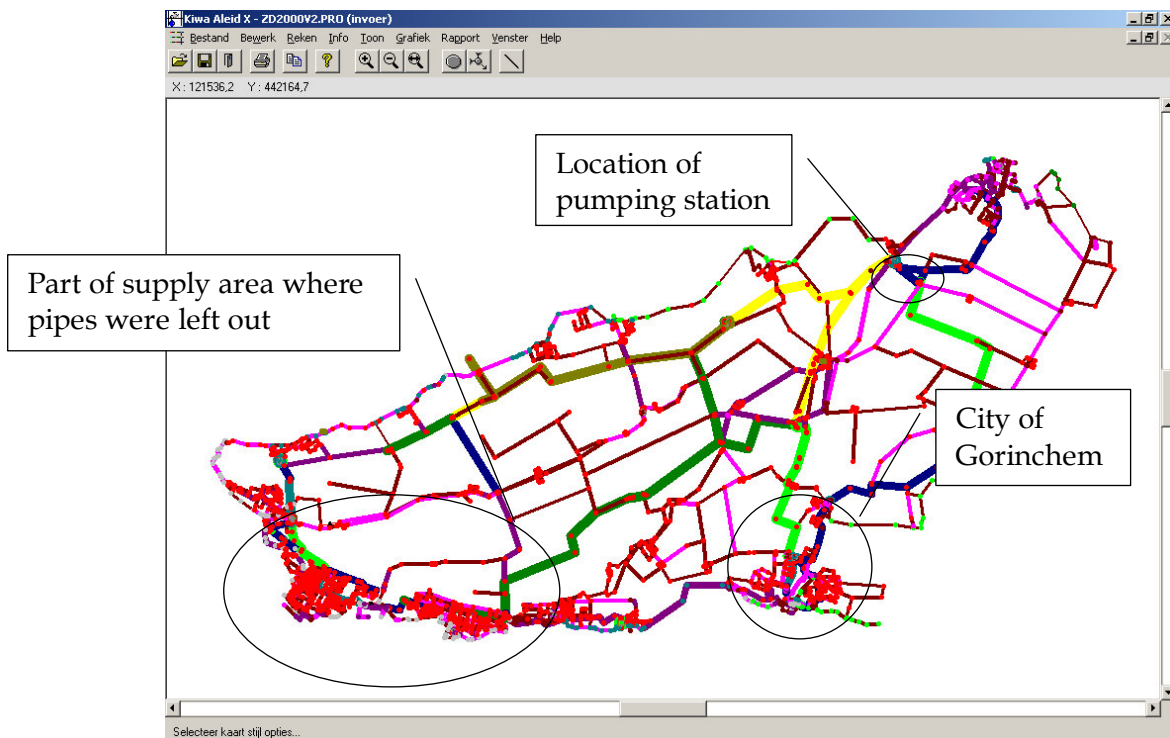 Kiwa Aleid X - ZD2000V2.PRO (invoer)
Bestand Bewerk Reken Info Toon Grafiek Rapport Venster Help
X : 121536,2 Y : 442164,7
Location of
pumping station
Part of supply area where
pipes were left out
City of
Gorinchem
Selecteer kaart stijl opties...